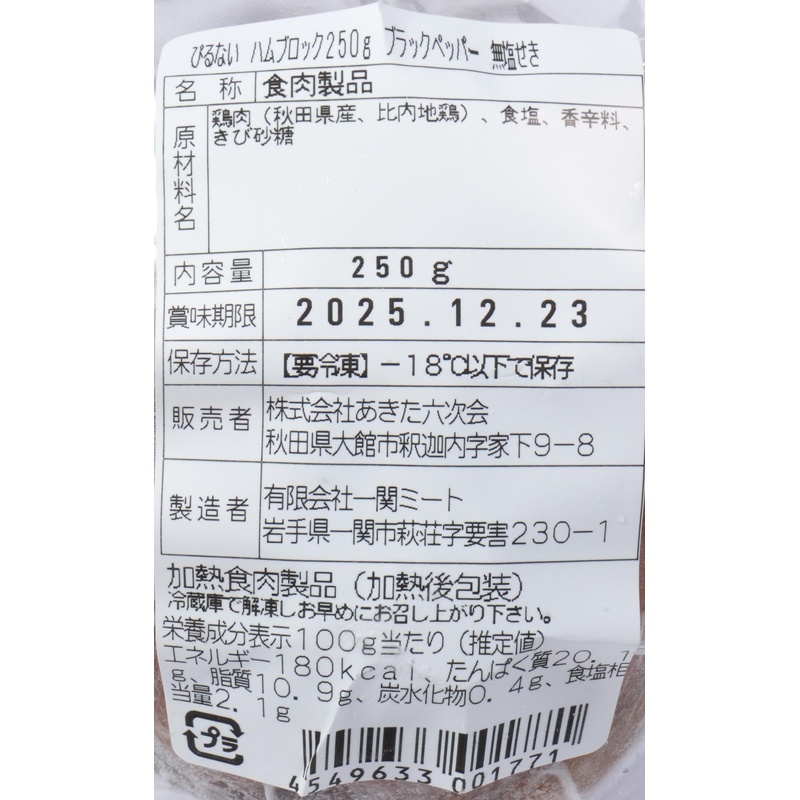 ぴるない ハムブロック250g ブラックペッパー 無塩せき
名称 食肉製品
原材料名 鶏肉（秋田県産、比内地鶏）、食塩、香辛料、
きび砂糖
内容量 250g
賞味期限 2025.12.23
保存方法 【要冷凍】－18℃以下で保存
販売者 株式会社あきた六次会
秋田県大館市釈迦内字家下9－8
製造者 有限会社一関ミート
岩手県一関市萩荘字要害230－1
加熱食肉製品（加熱後包装）
冷蔵庫で解凍しお早めにお召し上がり下さい。
栄養成分表示100g当たり（推定値）
エネルギー180kcal、たんぱく質20.1
g、脂質10.9g、炭水化物0.4g、食塩相
当量2.1g
プラ
4549633 001771